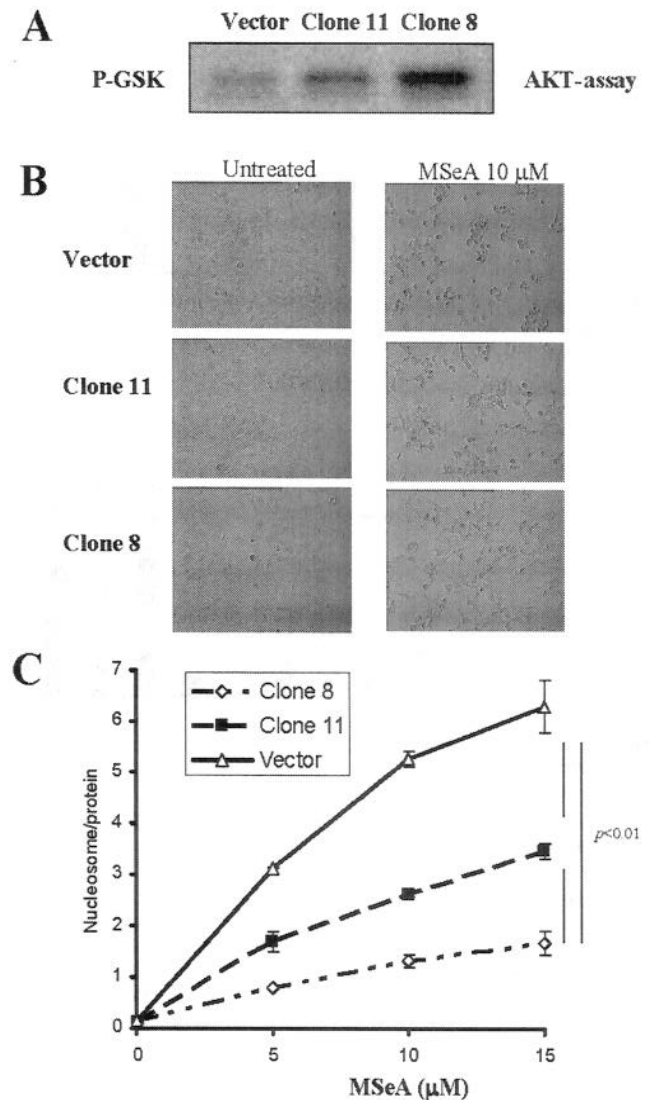 A
Vector Clone 11 Clone 8
P-GSK
AKT-assay
B
Untreated
MSeA 10 µM
Vector
Clone 11
Clone 8
C
7
6
5
4
3
2
1
0
Nucleosome/protein
Clone 8
Clone 11
Vector
p<0.01
0 5 10 15
MSeA (µM)